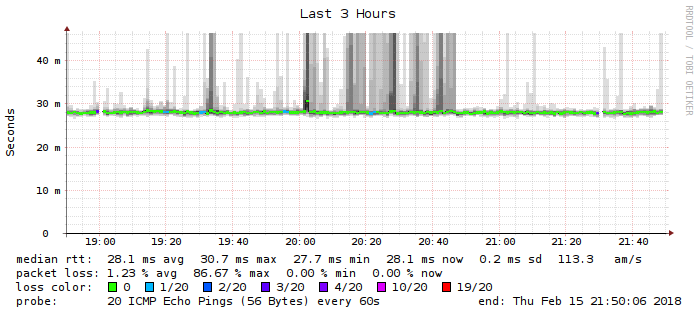 Last 3 Hours
RRDTOOL / TOBI OETIKER
Seconds
40 m
30 m
20 m
10 m
0
19:00 19:20 19:40 20:00 20:20 20:40 21:00 21:20 21:40
median rtt: 28.1 ms avg 30.7 ms max 27.7 ms min 28.1 ms now 0.2 ms sd 113.3 am/s
packet loss: 1.23 % avg 86.67 % max 0.00 % min 0.00 % now
loss color: 0 1/20 2/20 3/20 4/20 10/20 19/20
probe: 20 ICMP Echo Pings (56 Bytes) every 60s end: Thu Feb 15 21:50:06 2018